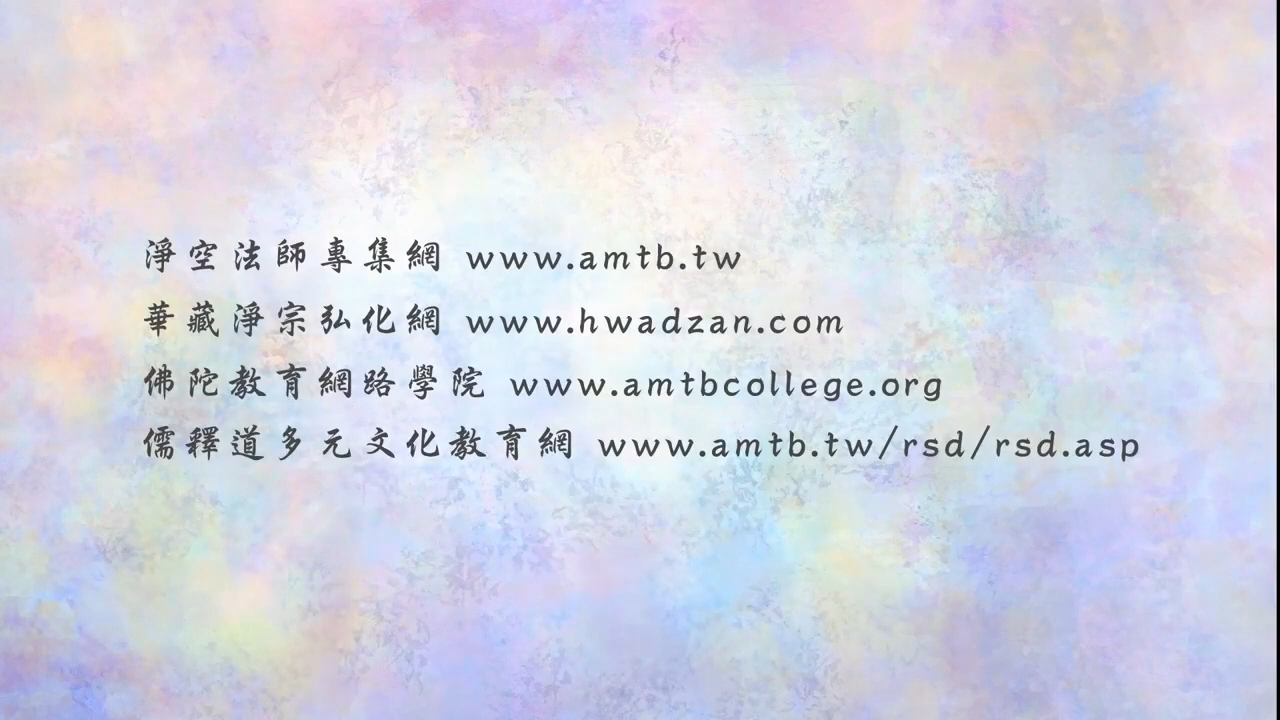 淨空法師專集網 www.amtb.tw
華藏淨宗弘化網 www.hwadzan.com
佛陀教育網路學院 www.amtbcollege.org
儒釋道多元文化教育網 www.amtb.tw/rsd/rsd.asp